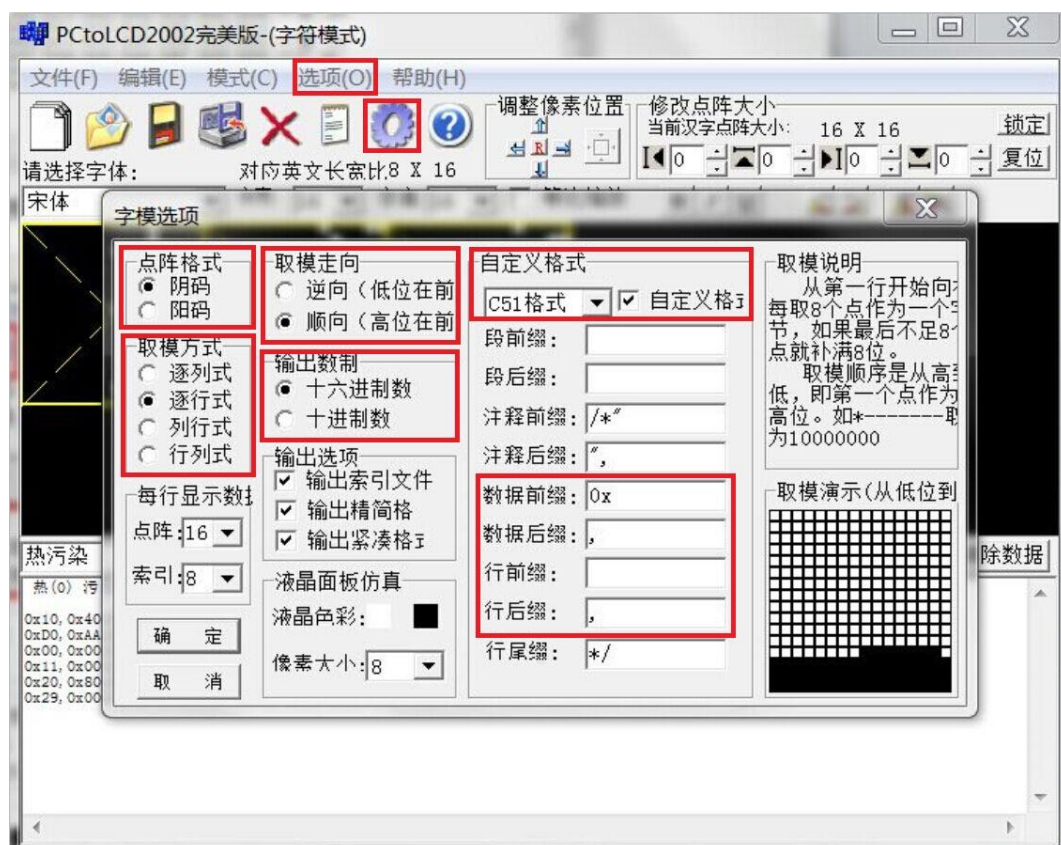 PCtoLCD2002完美版-(字符模式)
文件(F) 编辑(E) 模式(C) 选项(O) 帮助(H)
调整像素位置
修改点阵大小
当前汉字点阵大小: 16 X 16
锁定
R
0 0 0 0 复位
请选择字体: 对应英文长宽比8 X 16
宋体
字模选项
点阵格式
阴码
阳码
取模方式
逐列式
逐行式
列行式
行列式
每行显示数
点阵:16
索引:8
确 定
取 消
取模走向
逆向(低位在前
顺向(高位在前
输出数制
十六进制数
十进制数
输出选项
输出索引文件
输出精简格
输出紧凑格
液晶面板仿真
液晶色彩:
像素大小:8
自定义格式
C51格式 自定义格
段前缀:
段后缀:
注释前缀: /*"
注释后缀: ",
数据前缀: 0x
数据后缀: ,
行前缀:
行后缀: ,
行尾缀: */
取模说明
从第一行开始向
每取8个点作为一个
节,如果最后不足8
点就补满8位。
取模顺序是从高
低,即第一个点作为
高位。如*-------取
为10000000
取模演示(从低位到
热污染
除数据
热(0) 污
0x10, 0x40
0xD0, 0xAA
0x00, 0x00
0x11, 0x00
0x20, 0x80
0x29, 0x00